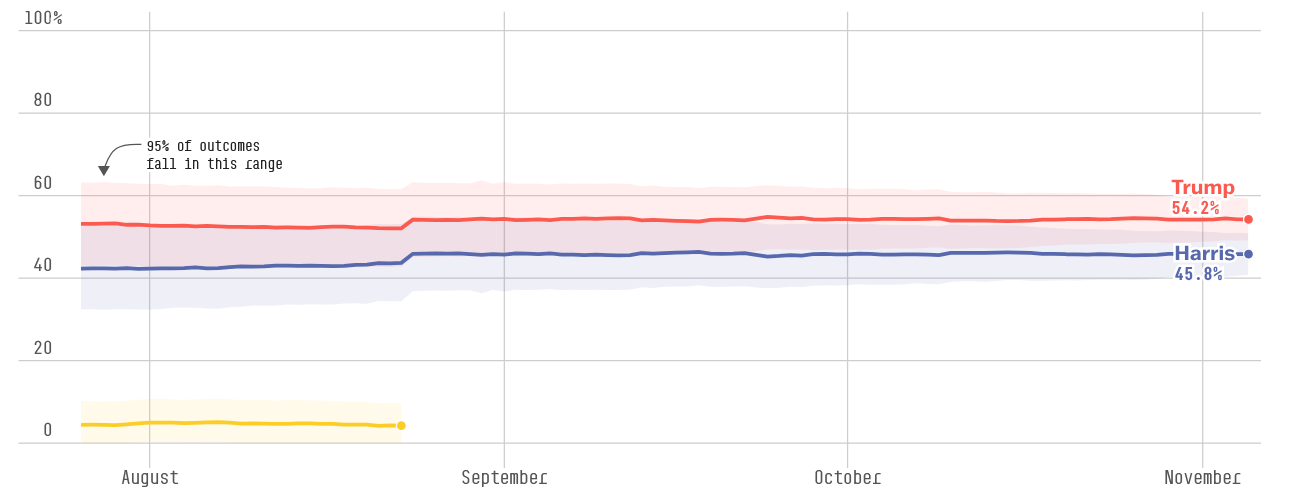 100%
80
95% of outcomes
fall in this range
60
Trump
54.2%
40
Harris
45.8%
20
0
August September October November